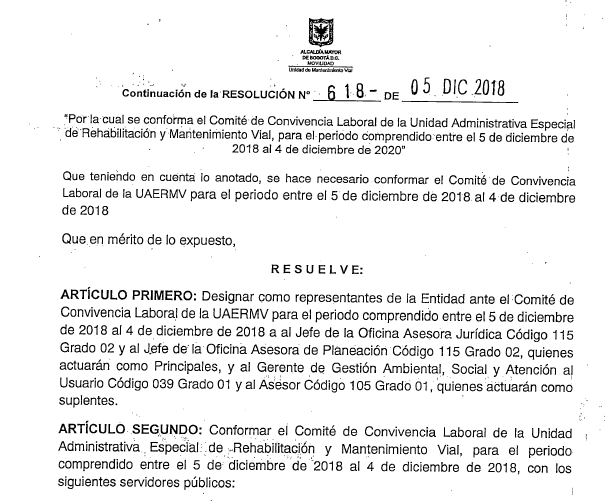 ALCALDÍA MAYOR
DE BOGOTÁ D.C.
MOVILIDAD
Unidad de Mantenimiento Vial
Continuación de la RESOLUCIÓN N° 618- DE 05 DIC 2018
"Por la cual se conforma el Comité de Convivencia Laboral de la Unidad Administrativa Especial
de Rehabilitación y Mantenimiento Vial, para el periodo comprendido entre el 5 de diciembre de
2018 al 4 de diciembre de 2020"
Que teniendo en cuenta lo anotado, se hace necesario conformar el Comité de Convivencia
Laboral de la UAERMV para el periodo entre el 5 de diciembre de 2018 al 4 de diciembre
de 2018
Que en mérito de lo expuesto,
RESUELVE:
ARTÍCULO PRIMERO: Designar como representantes de la Entidad ante el Comité de
Convivencia Laboral de la UAERMV para el periodo comprendido entre el 5 de diciembre
de 2018 al 4 de diciembre de 2018 a al Jefe de la Oficina Asesora Jurídica Código 115
Grado 02 y al Jefe de la Oficina Asesora de Planeación Código 115 Grado 02, quienes
actuarán como Principales, y al Gerente de Gestión Ambiental, Social y Atención al
Usuario Código 039 Grado 01 y al Asesor Código 105 Grado 01, quienes actuarán como
suplentes.
ARTÍCULO SEGUNDO: Conformar el Comité de Convivencia Laboral de la Unidad
Administrativa Especial de Rehabilitación y Mantenimiento Vial, para el periodo
comprendido entre el 5 de diciembre de 2018 al 4 de diciembre de 2018, con los
siguientes servidores públicos: